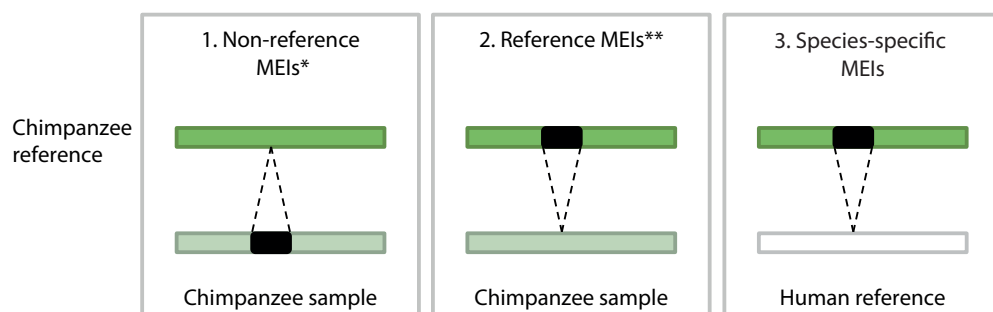 1. Non-reference
MEIs*
2. Reference MEIs**
3. Species-specific
MEIs
Chimpanzee
reference
Chimpanzee sample
Chimpanzee sample
Human reference